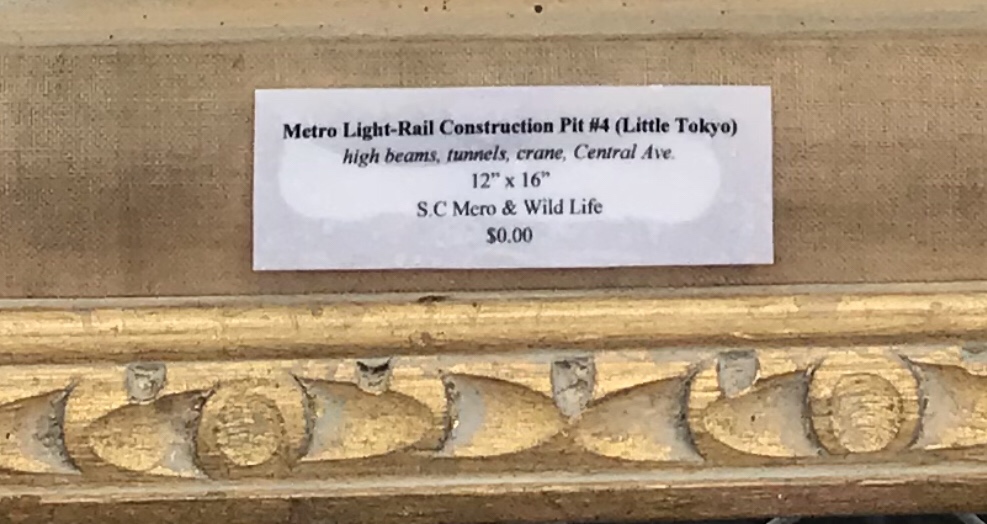 Metro Light-Rail Construction Pit #4 (Little Tokyo)
high beams, tunnels, crane, Central Ave.
12” x 16”
S.C Mero & Wild Life
$0.00